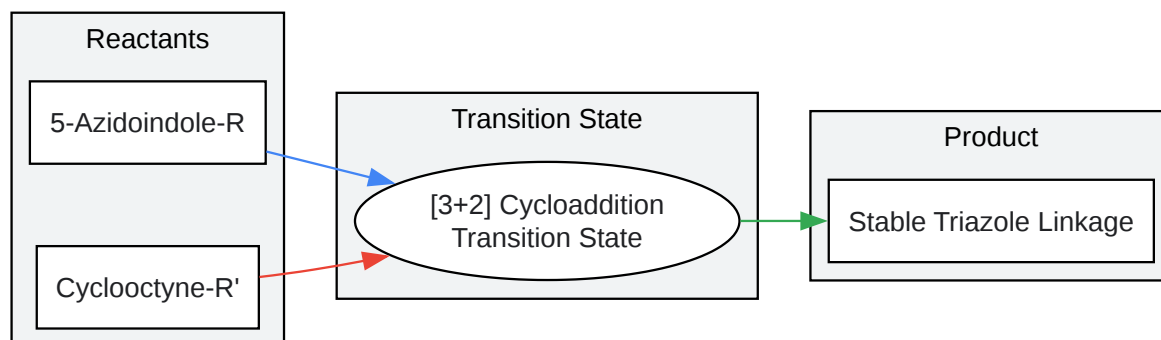 Reactants
5-Azidoindole-R
Cyclooctyne-R'
Transition State
[3+2] Cycloaddition
Transition State
Product
Stable Triazole Linkage